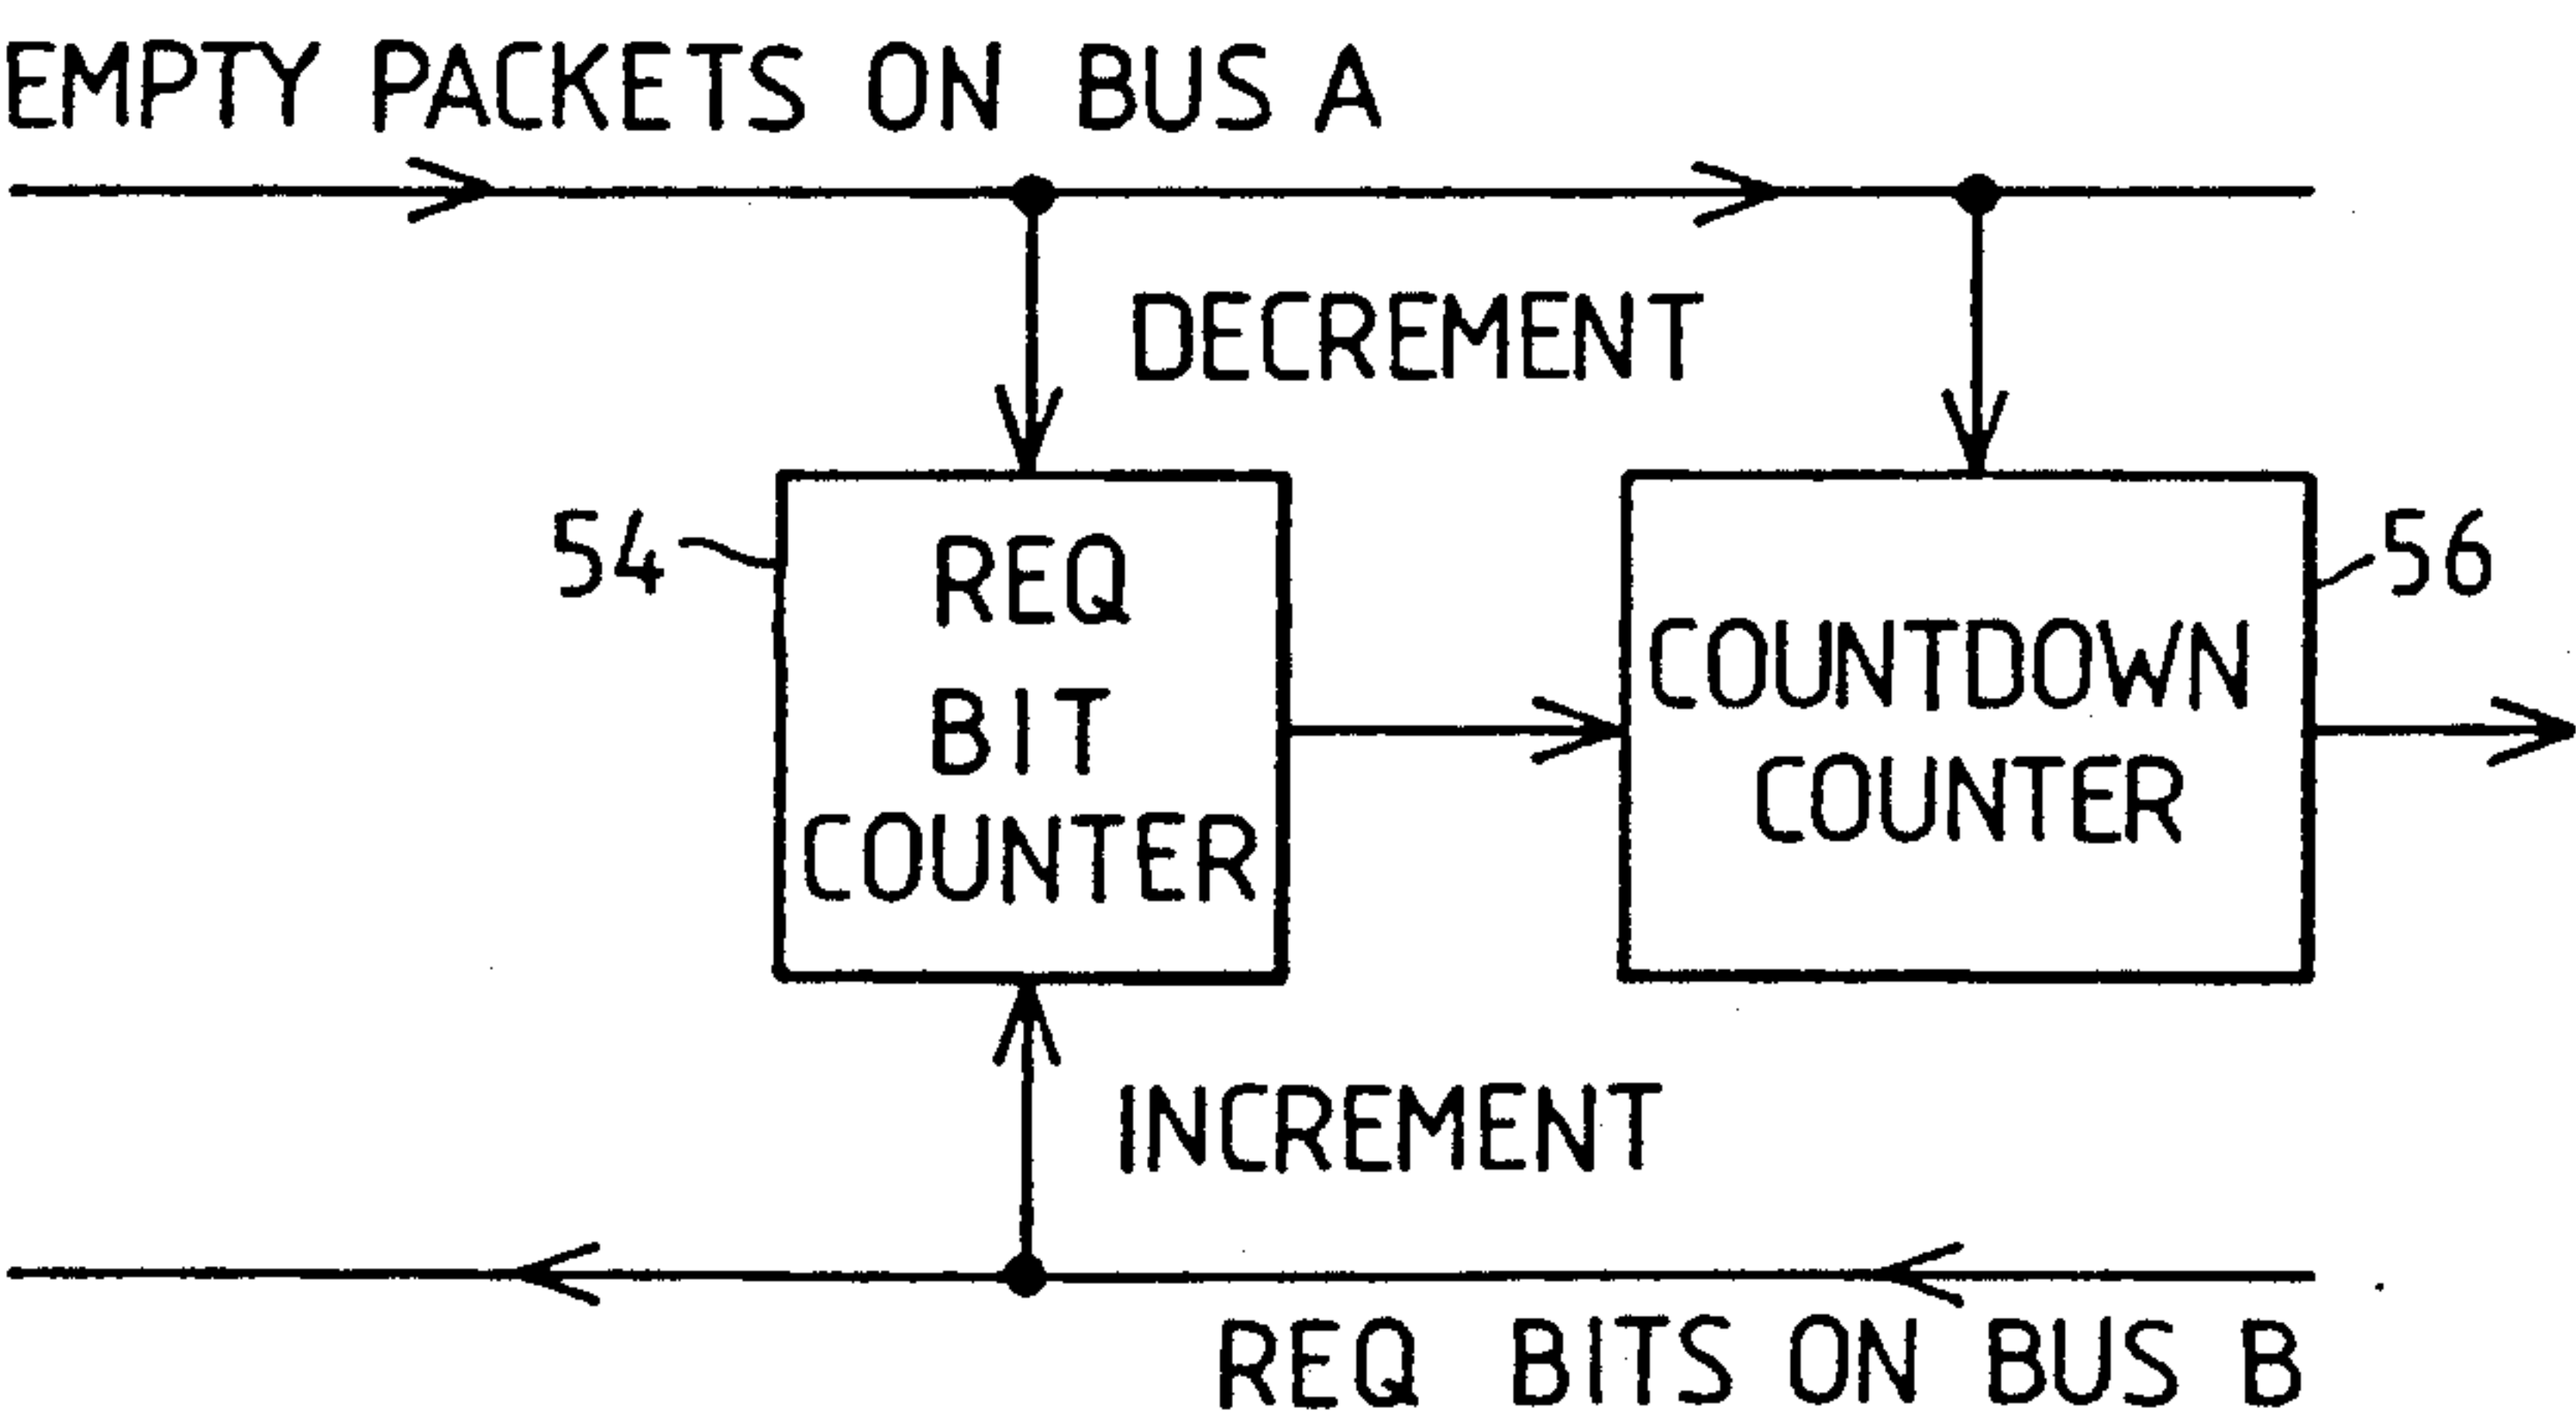 EMPTY PACKETS ON BUS A
DECREMENT
54
REQ
BIT
COUNTER
56
COUNTDOWN
COUNTER
INCREMENT
REQ BITS ON BUS B